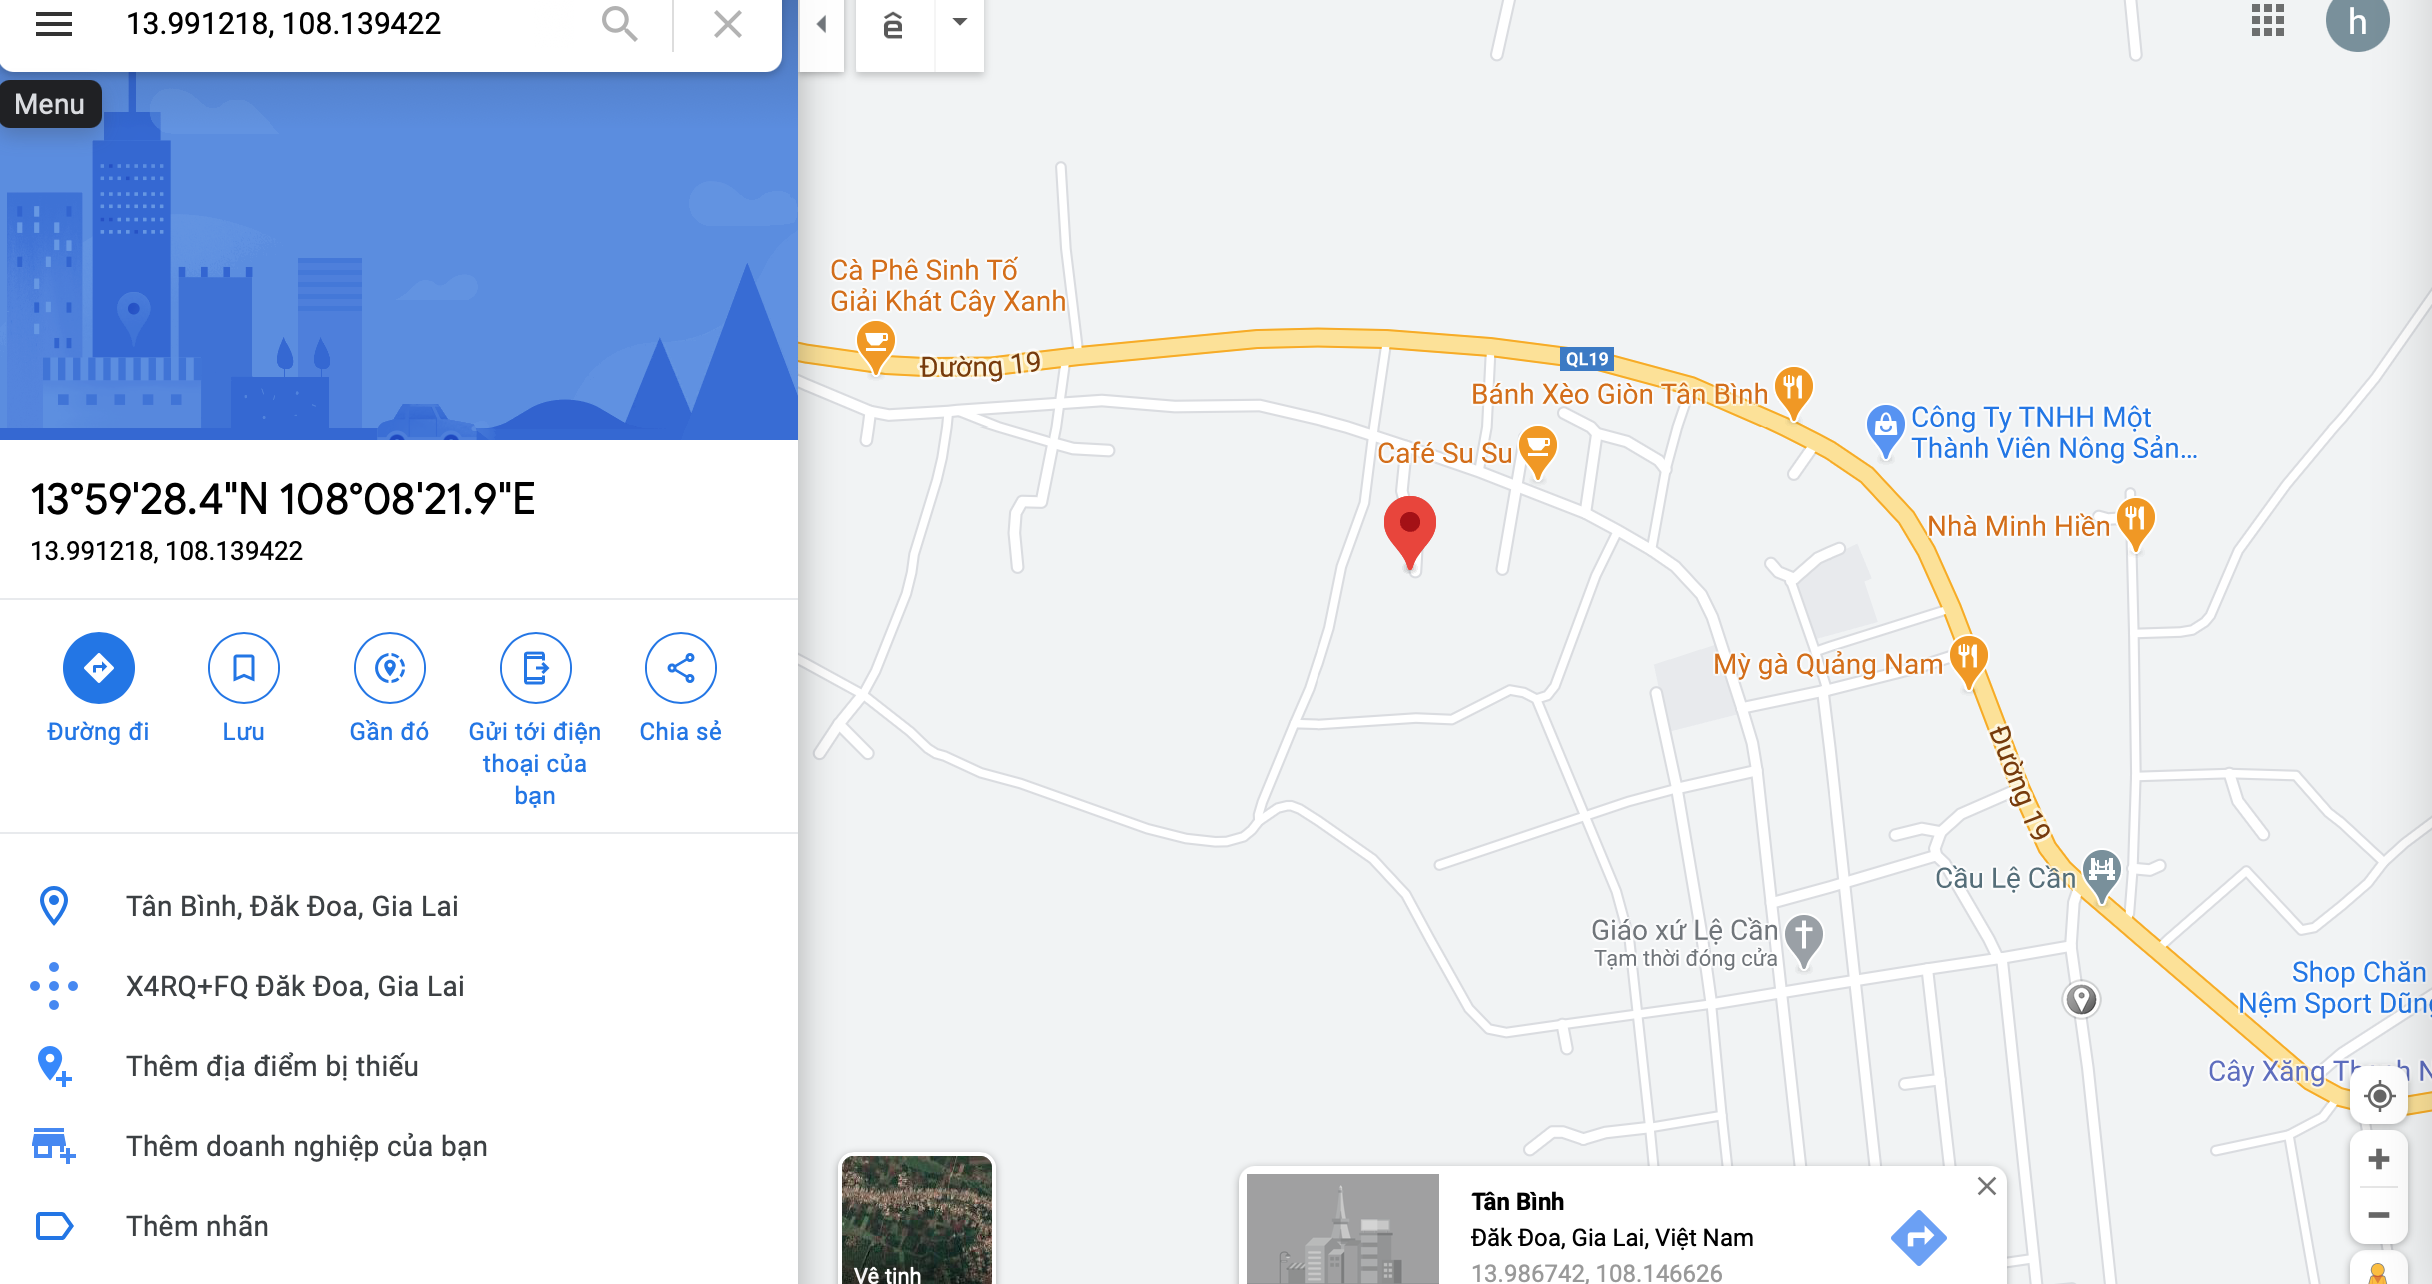 13.991218, 108.139422
ê
h
Menu
13°59'28.4"N 108°08'21.9"E
13.991218, 108.139422
Đường đi
Lưu
Gần đó
Gửi tới điện
thoại của
bạn
Chia sẻ
Tân Bình, Đăk Đoa, Gia Lai
X4RQ+FQ Đăk Đoa, Gia Lai
Thêm địa điểm bị thiếu
Thêm doanh nghiệp của bạn
Thêm nhãn
Cà Phê Sinh Tố
Giải Khát Cây Xanh
Đường 19
QL19
Bánh Xèo Giòn Tân Bình
Công Ty TNHH Một
Thành Viên Nông Sản...
Café Su Su
Nhà Minh Hiền
Mỳ gà Quảng Nam
Đường 19
Cầu Lệ Cần
Giáo xứ Lệ Cần
Tạm thời đóng cửa
Shop Chăn
Nệm Sport
Cây Xăng
Vệ tinh
Tân Bình
Đăk Đoa, Gia Lai, Việt Nam
13.986742, 108.146626